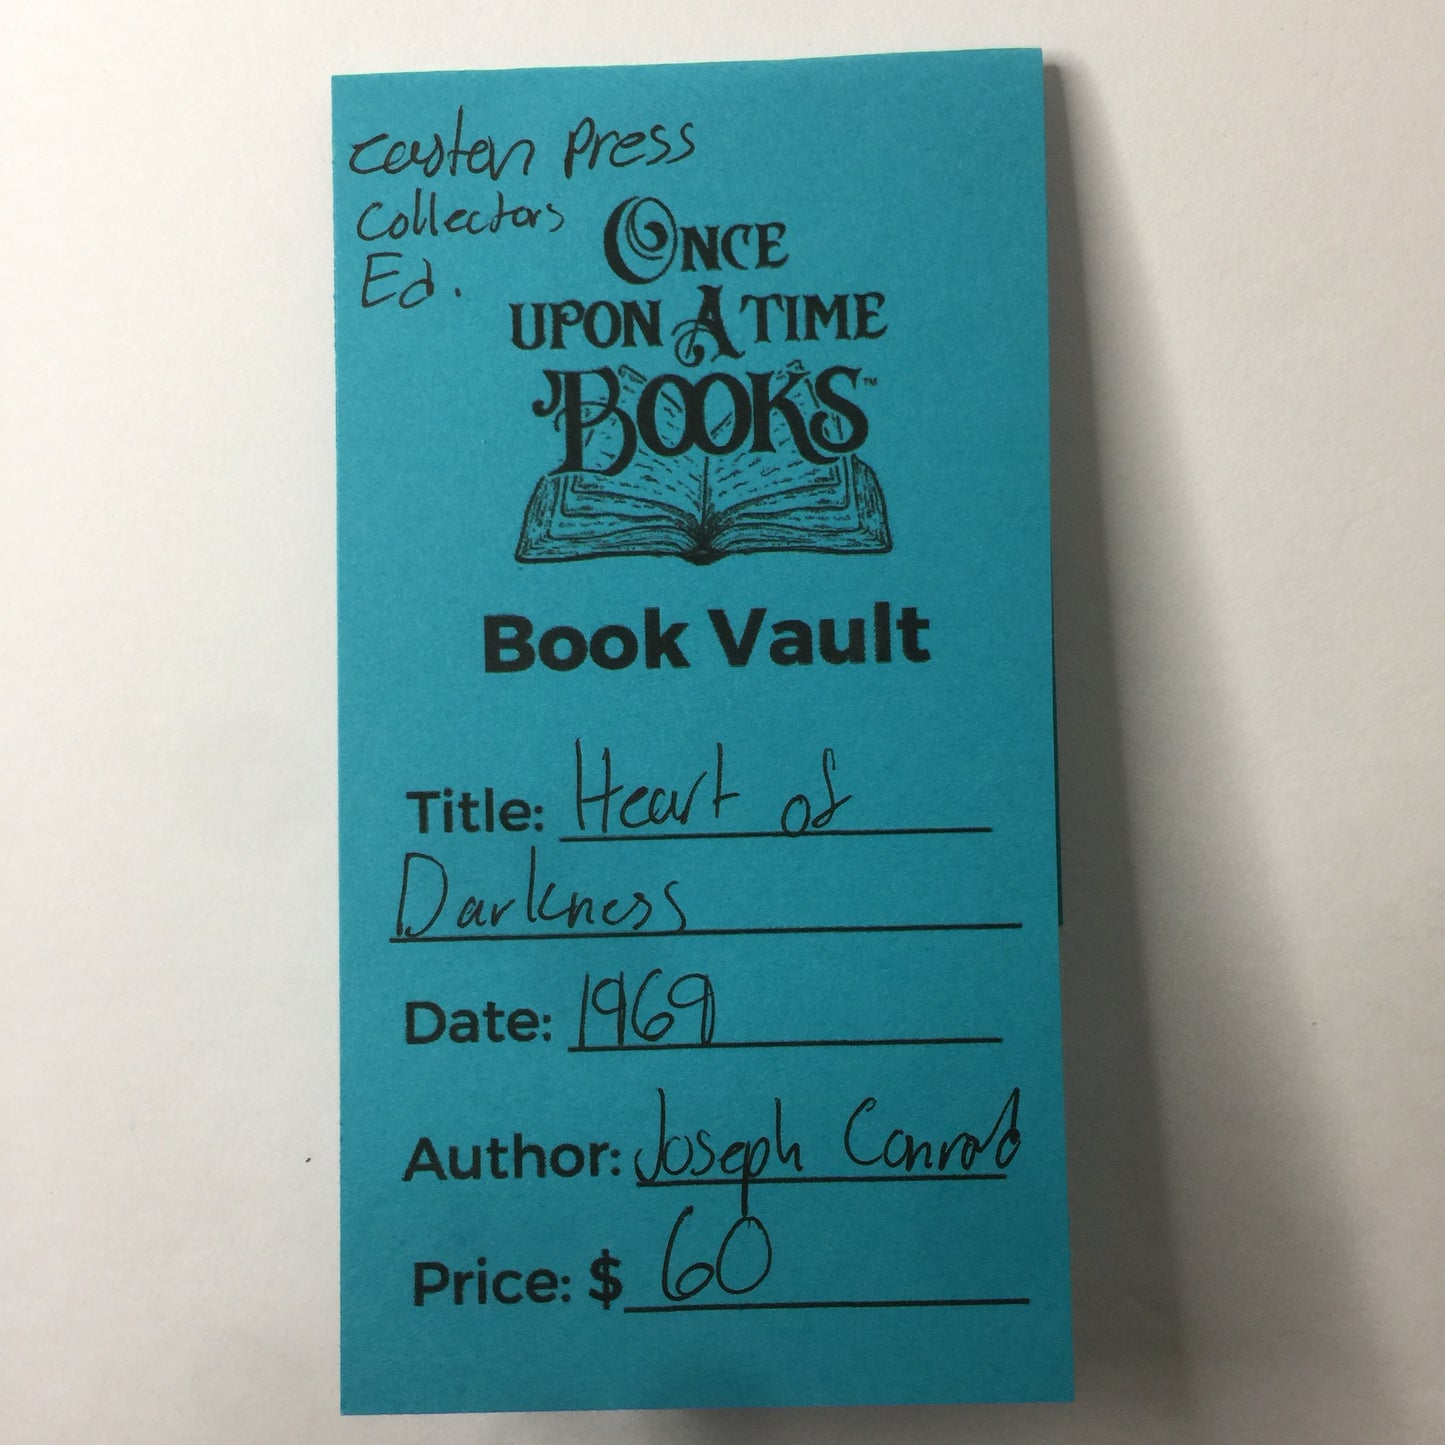 Easton Press
Collectors
Ed.
ONCE
UPON A TIME
BOOKS™
Book Vault
Title: Heart of
Darkness
Date: 1969
Author: Joseph Conrad
Price: $ 60